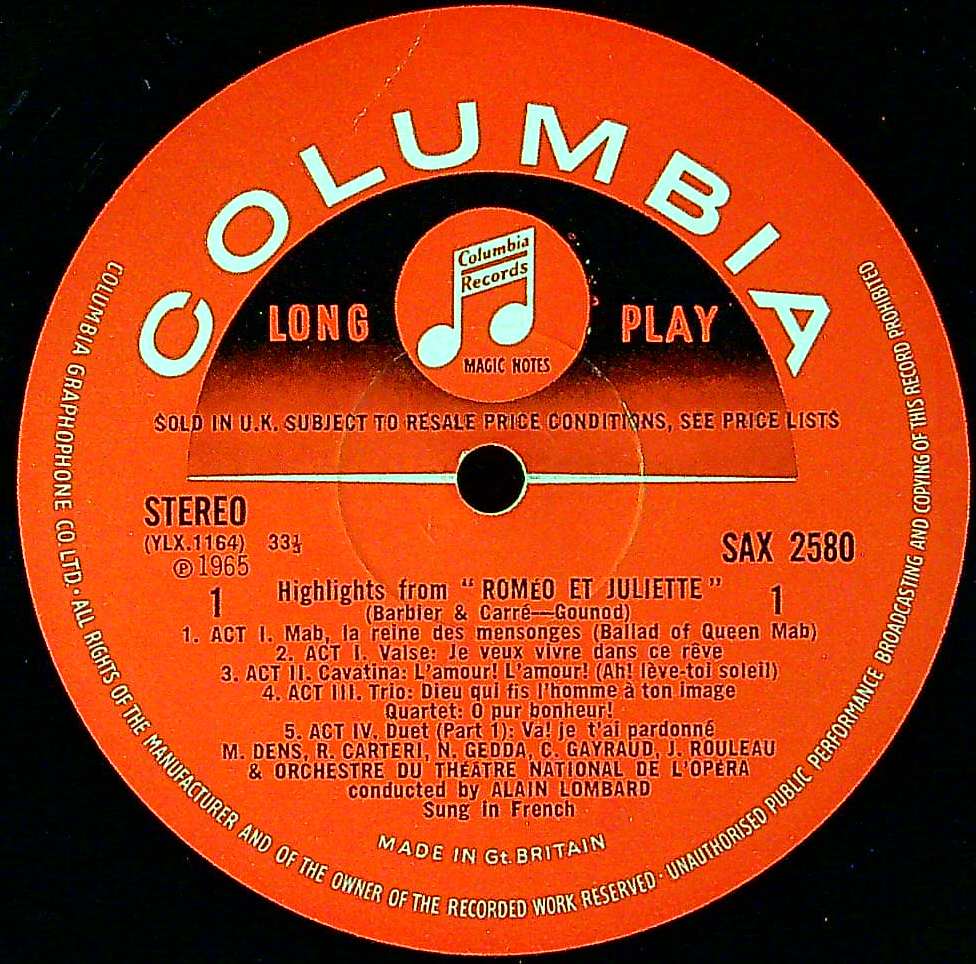 COLUMBIA
Columbia
Records
MAGIC NOTES
LONG PLAY
SOLD IN U.K. SUBJECT TO RESALE PRICE CONDITIONS, SEE PRICE LISTS
STEREO
(YLX.1164) 33⅓
SAX 2580
℗ 1965
1 Highlights from "ROMÉO ET JULIETTE" 1
(Barbier & Carré—Gounod)
1. ACT I. Mab, la reine des mensonges (Ballad of Queen Mab)
2. ACT I. Valse: Je veux vivre dans ce rêve
3. ACT II. Cavatina: L'amour! L'amour! (Ah! lève-toi soleil)
4. ACT III. Trio: Dieu qui fis l'homme à ton image
Quartet: O pur bonheur!
5. ACT IV. Duet (Part 1): Va! je t'ai pardonné
M. DENS, R. CARTERI, N. GEDDA, C. GAYRAUD, J. ROULEAU
& ORCHESTRE DU THÉÂTRE NATIONAL DE L'OPÉRA
conducted by ALAIN LOMBARD
Sung in French
MADE IN Gt. BRITAIN
COLUMBIA GRAPHOPHONE CO. LTD. · ALL RIGHTS OF THE MANUFACTURER AND OF THE OWNER OF THE RECORDED WORK RESERVED · UNAUTHORISED PUBLIC PERFORMANCE BROADCASTING AND COPYING OF THIS RECORD PROHIBITED